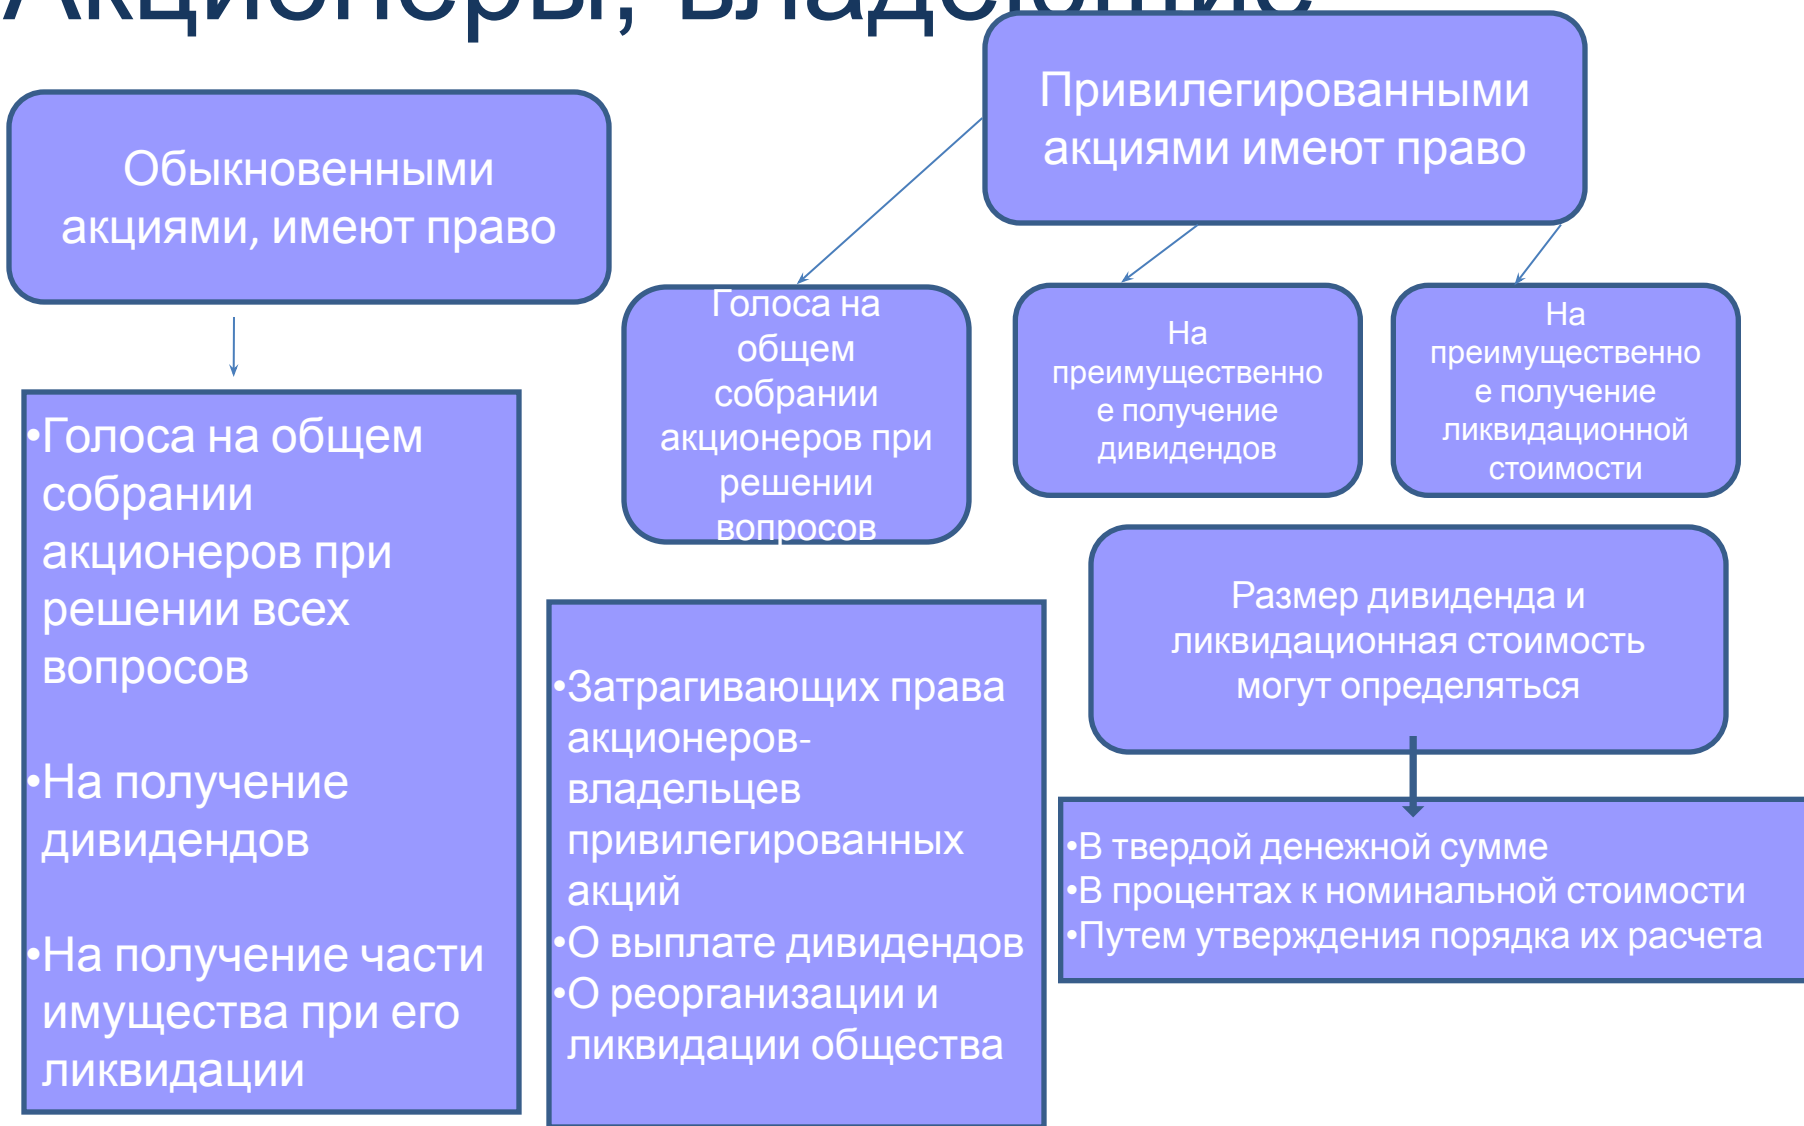 Акционеры, владеющие
Обыкновенными
акциями, имеют право
•Голоса на общем
собрании
акционеров при
решении всех
вопросов
•На получение
дивидендов
•На получение части
имущества при его
ликвидации
Привилегированными
акциями имеют право
Голоса на
общем
собрании
акционеров при
решении
вопросов
На
преимущественно
е получение
дивидендов
На
преимущественно
е получение
ликвидационной
стоимости
•Затрагивающих права
акционеров-
владельцев
привилегированных
акций
•О выплате дивидендов
•О реорганизации и
ликвидации общества
Размер дивиденда и
ликвидационная стоимость
могут определяться
•В твердой денежной сумме
•В процентах к номинальной стоимости
•Путем утверждения порядка их расчета